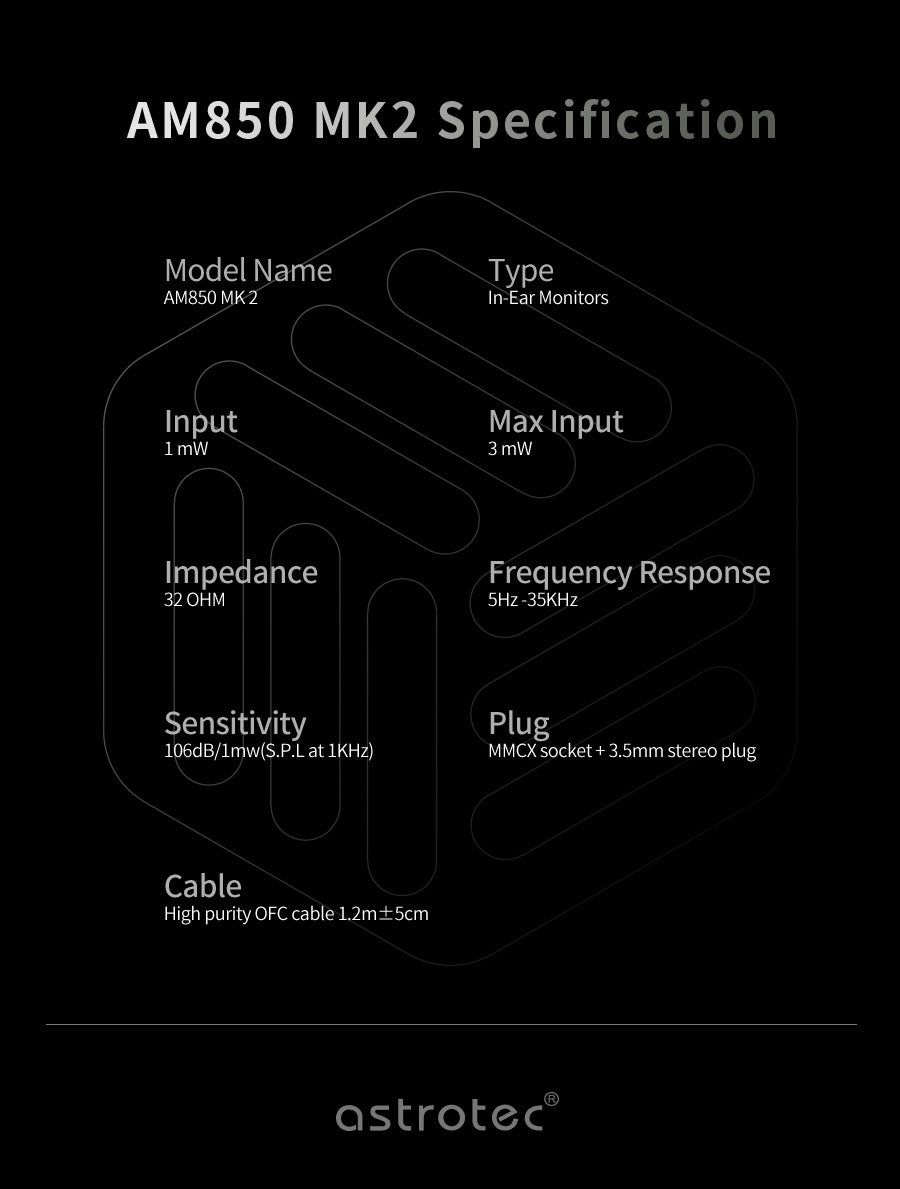 AM850 MK2 Specification
Model Name
AM850 MK 2
Type
In-Ear Monitors
Input
1 mW
Max Input
3 mW
Impedance
32 OHM
Frequency Response
5Hz -35KHz
Sensitivity
106dB/1mw(S.P.L at 1KHz)
Plug
MMCX socket + 3.5mm stereo plug
Cable
High purity OFC cable 1.2m±5cm
astrotec®